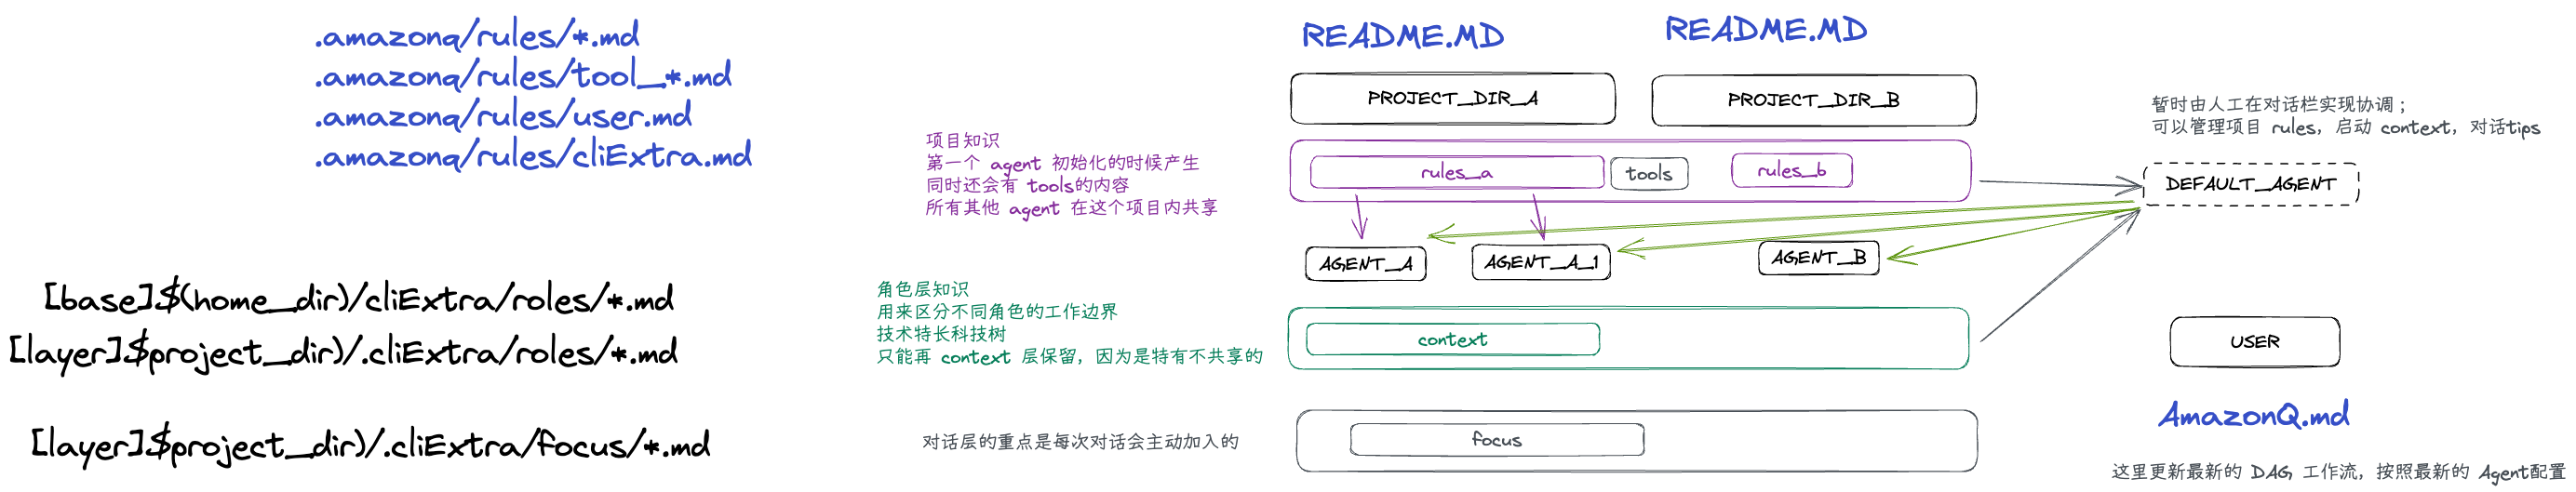 .amazonq/rules/*.md
.amazonq/rules/tool_*.md
.amazonq/rules/user.md
.amazonq/rules/cliExtra.md
[base]$(home_dir)/cliExtra/roles/*.md
[layer]$project_dir)/.cliExtra/roles/*.md
[layer]$project_dir)/.cliExtra/focus/*.md
项目知识
第一个 agent 初始化的时候产生
同时还会有 tools的内容
所有其他 agent 在这个项目内共享
角色层知识
用来区分不同角色的工作边界
技术特长科技树
只能再 context 层保留，因为是特有不共享的
对话层的重点是每次对话会主动加入的
README.MD
README.MD
PROJECT_DIR_A
PROJECT_DIR_B
rules_a
tools
rules_b
AGENT_A
AGENT_A_1
AGENT_B
context
focus
暂时由人工在对话栏实现协调；
可以管理项目 rules，启动 context，对话tips
DEFAULT_AGENT
USER
AmazonQ.md
这里更新最新的 DAG 工作流，按照最新的 Agent配置